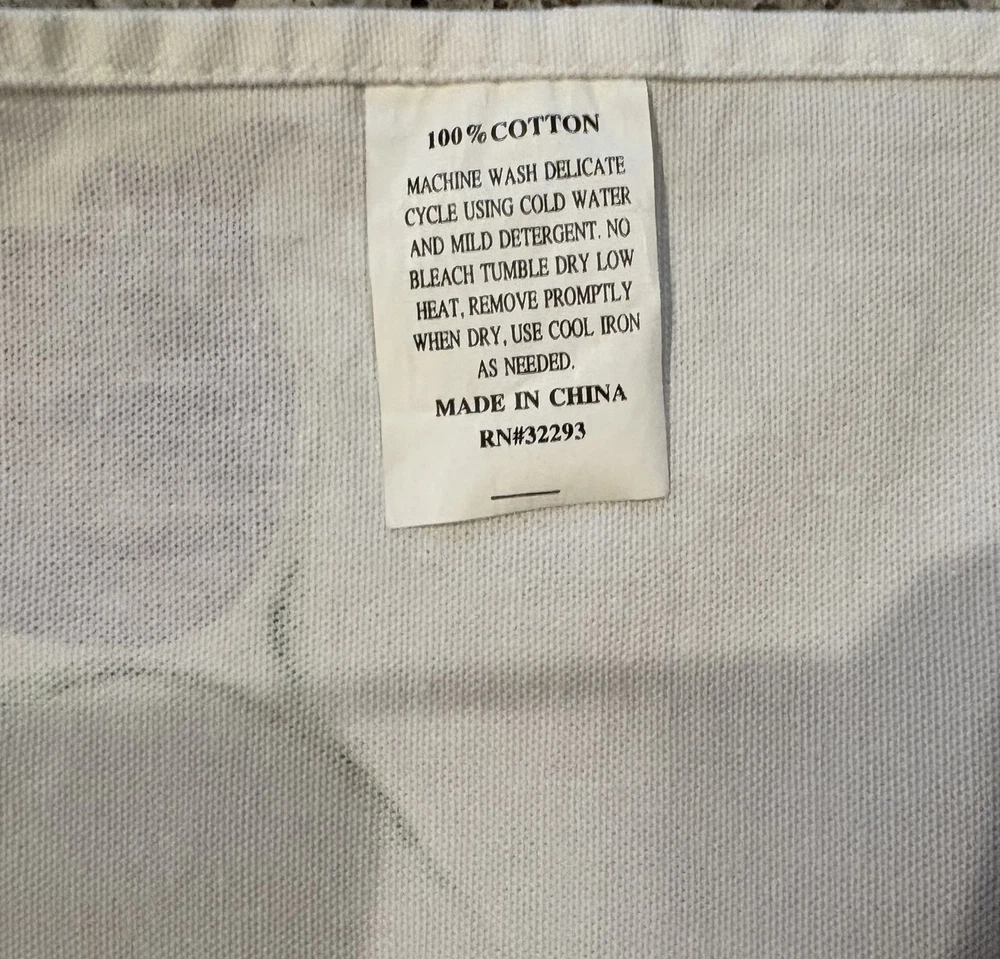 100% COTTON
MACHINE WASH DELICATE
CYCLE USING COLD WATER
AND MILD DETERGENT. NO
BLEACH TUMBLE DRY LOW
HEAT, REMOVE PROMPTLY
WHEN DRY, USE COOL IRON
AS NEEDED.
MADE IN CHINA
RN#32293